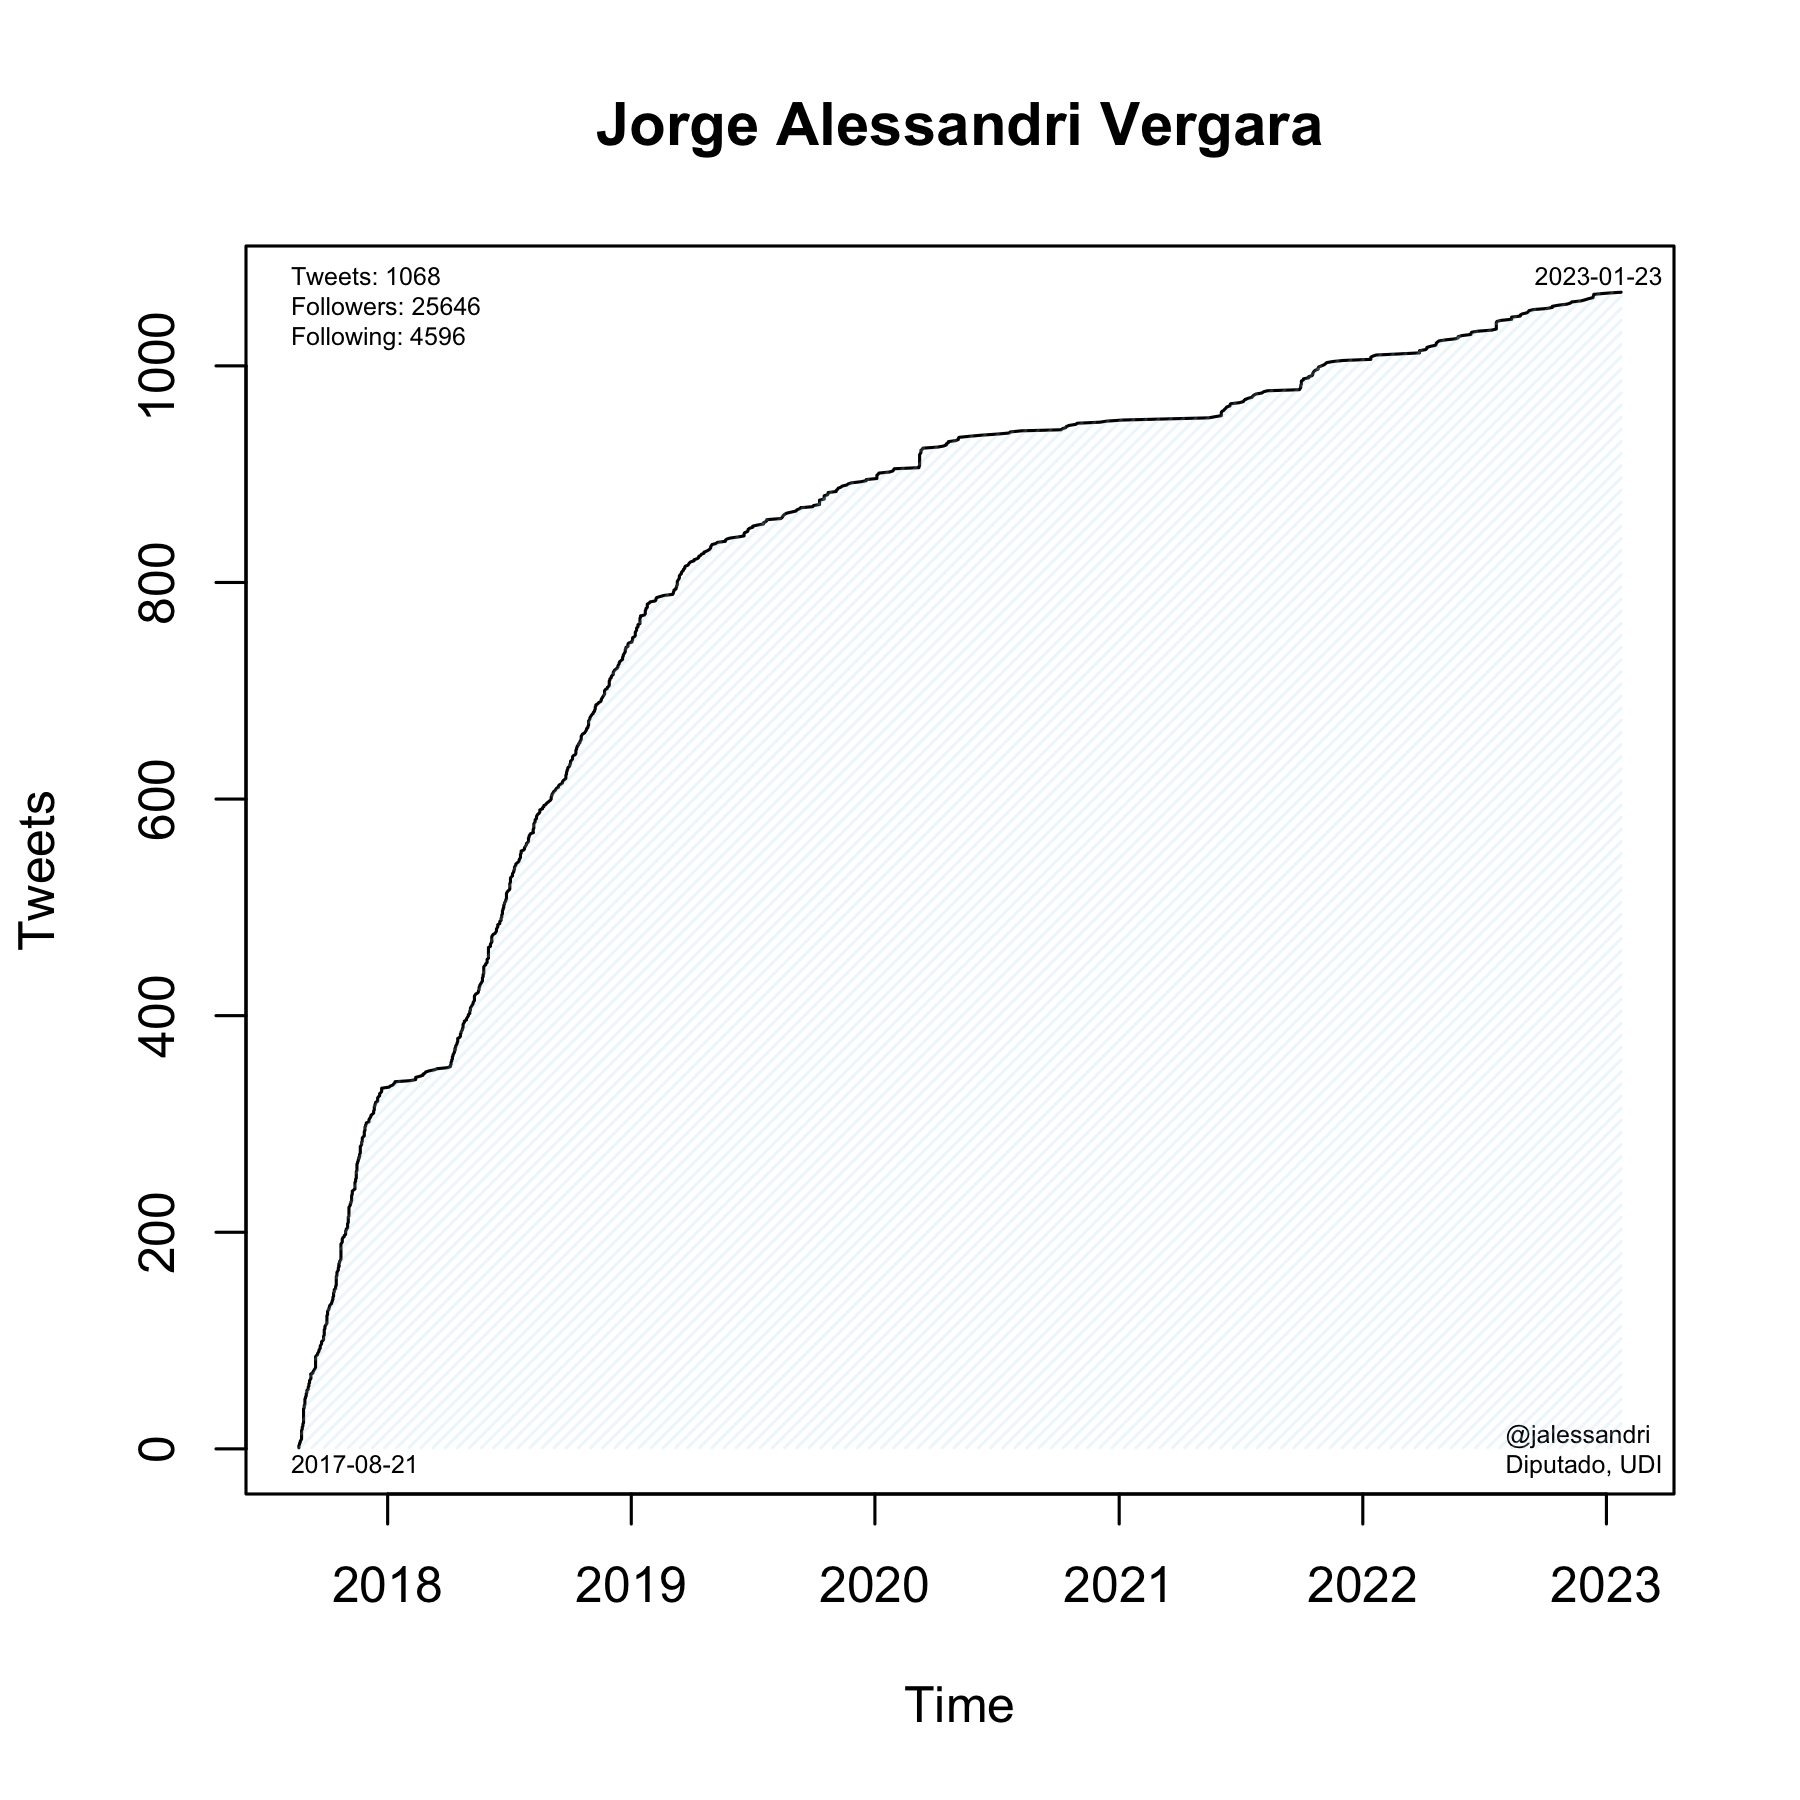 Jorge Alessandri Vergara
Tweets: 1068
Followers: 25646
Following: 4596
2023-01-23
1000
800
600
400
200
0
Tweets
@jalessandri
Diputado, UDI
2017-08-21
2018
2019
2020
2021
2022
2023
Time